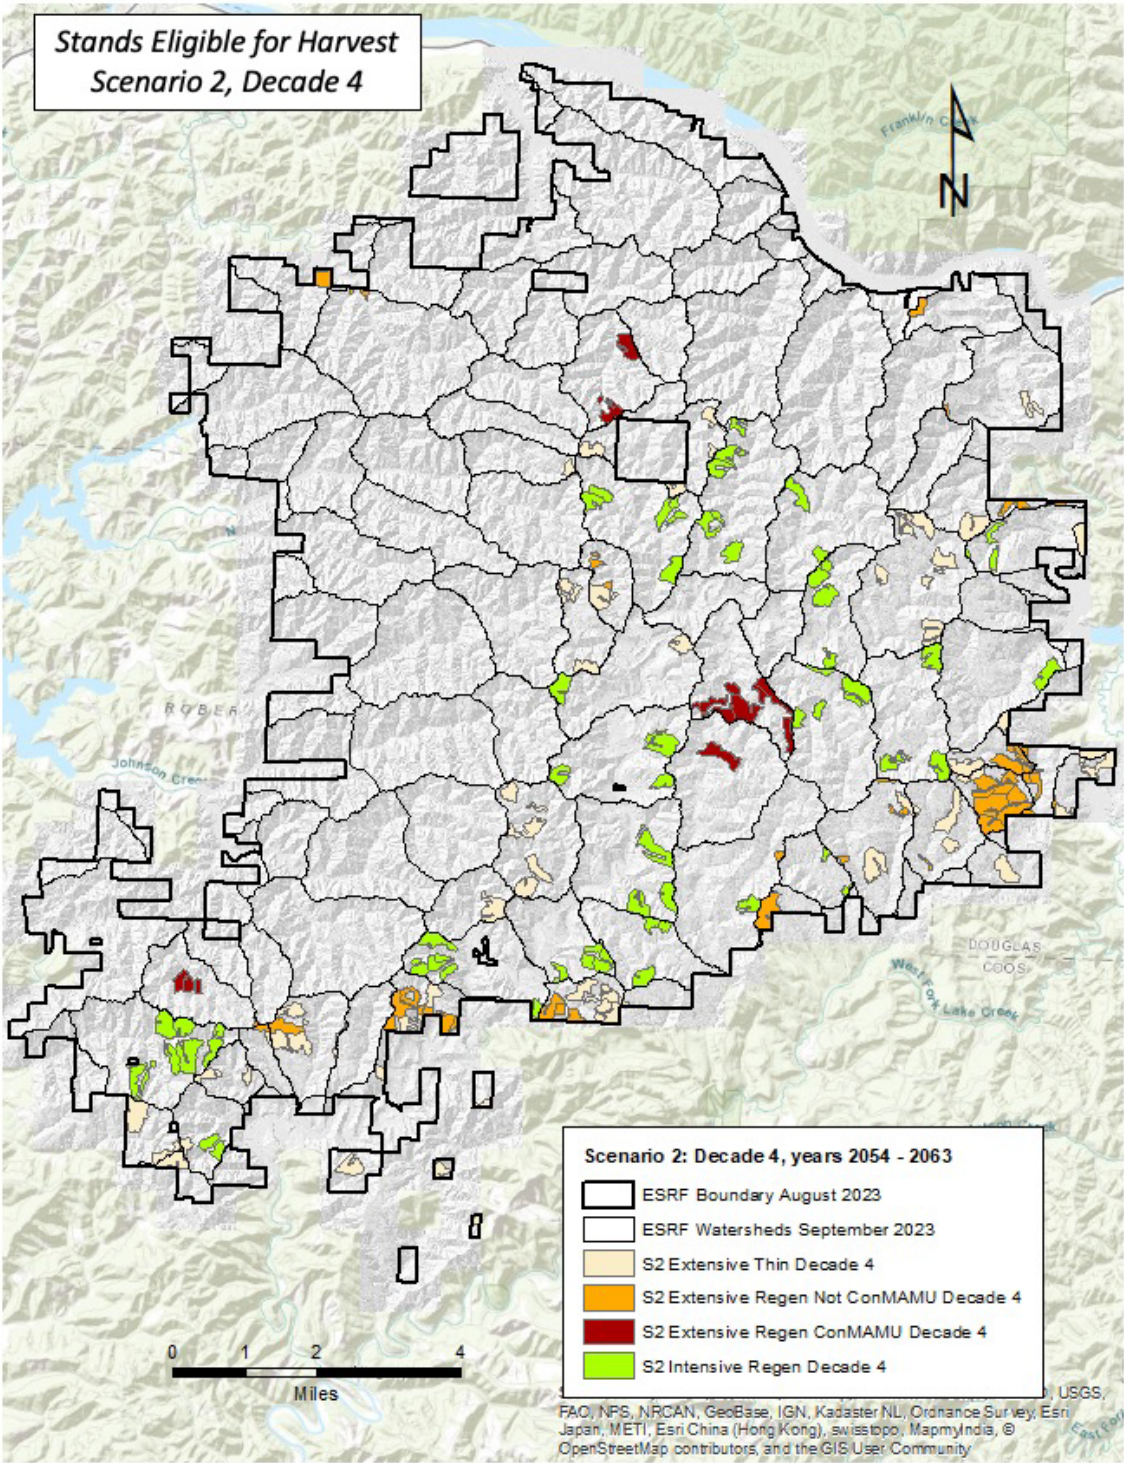 Stands Eligible for Harvest
Scenario 2, Decade 4
Franklin Creek
N
N
ROBER
Johnson Creek
DOUGLAS
COOS
West Fork Lake Creek
Creek
Scenario 2: Decade 4, years 2054 - 2063
ESRF Boundary August 2023
ESRF Watersheds September 2023
S2 Extensive Thin Decade 4
S2 Extensive Regen Not ConMAMU Decade 4
S2 Extensive Regen ConMAMU Decade 4
S2 Intensive Regen Decade 4
0 1 2 4
Miles
USGS,
FAO, NPS, NRCAN, GeoBase, IGN, Kadaster NL, Ordnance Survey, Esri
Japan, METI, Esri China (Hong Kong), swisstopo, MapmyIndia, ©
OpenStreetMap contributors, and the GIS User Community
East For